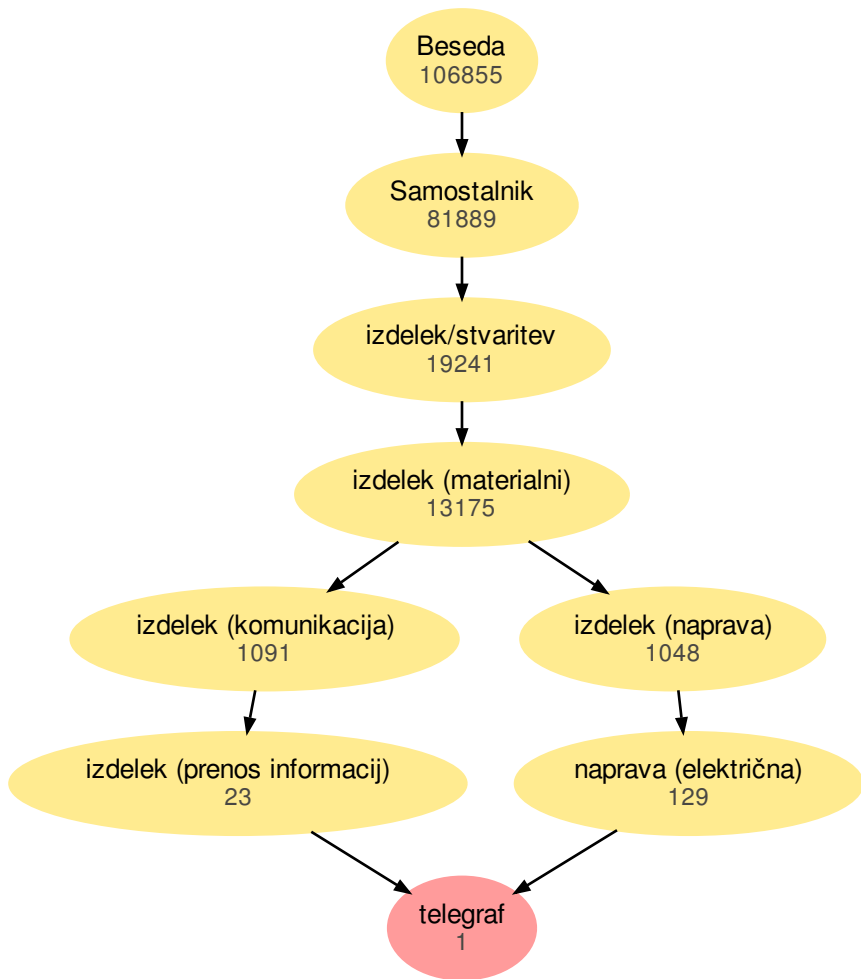 Beseda
106855
Samostalnik
81889
izdelek/stvaritev
19241
izdelek (materialni)
13175
izdelek (komunikacija)
1091
izdelek (naprava)
1048
izdelek (prenos informacij)
23
naprava (električna)
129
telegraf
1